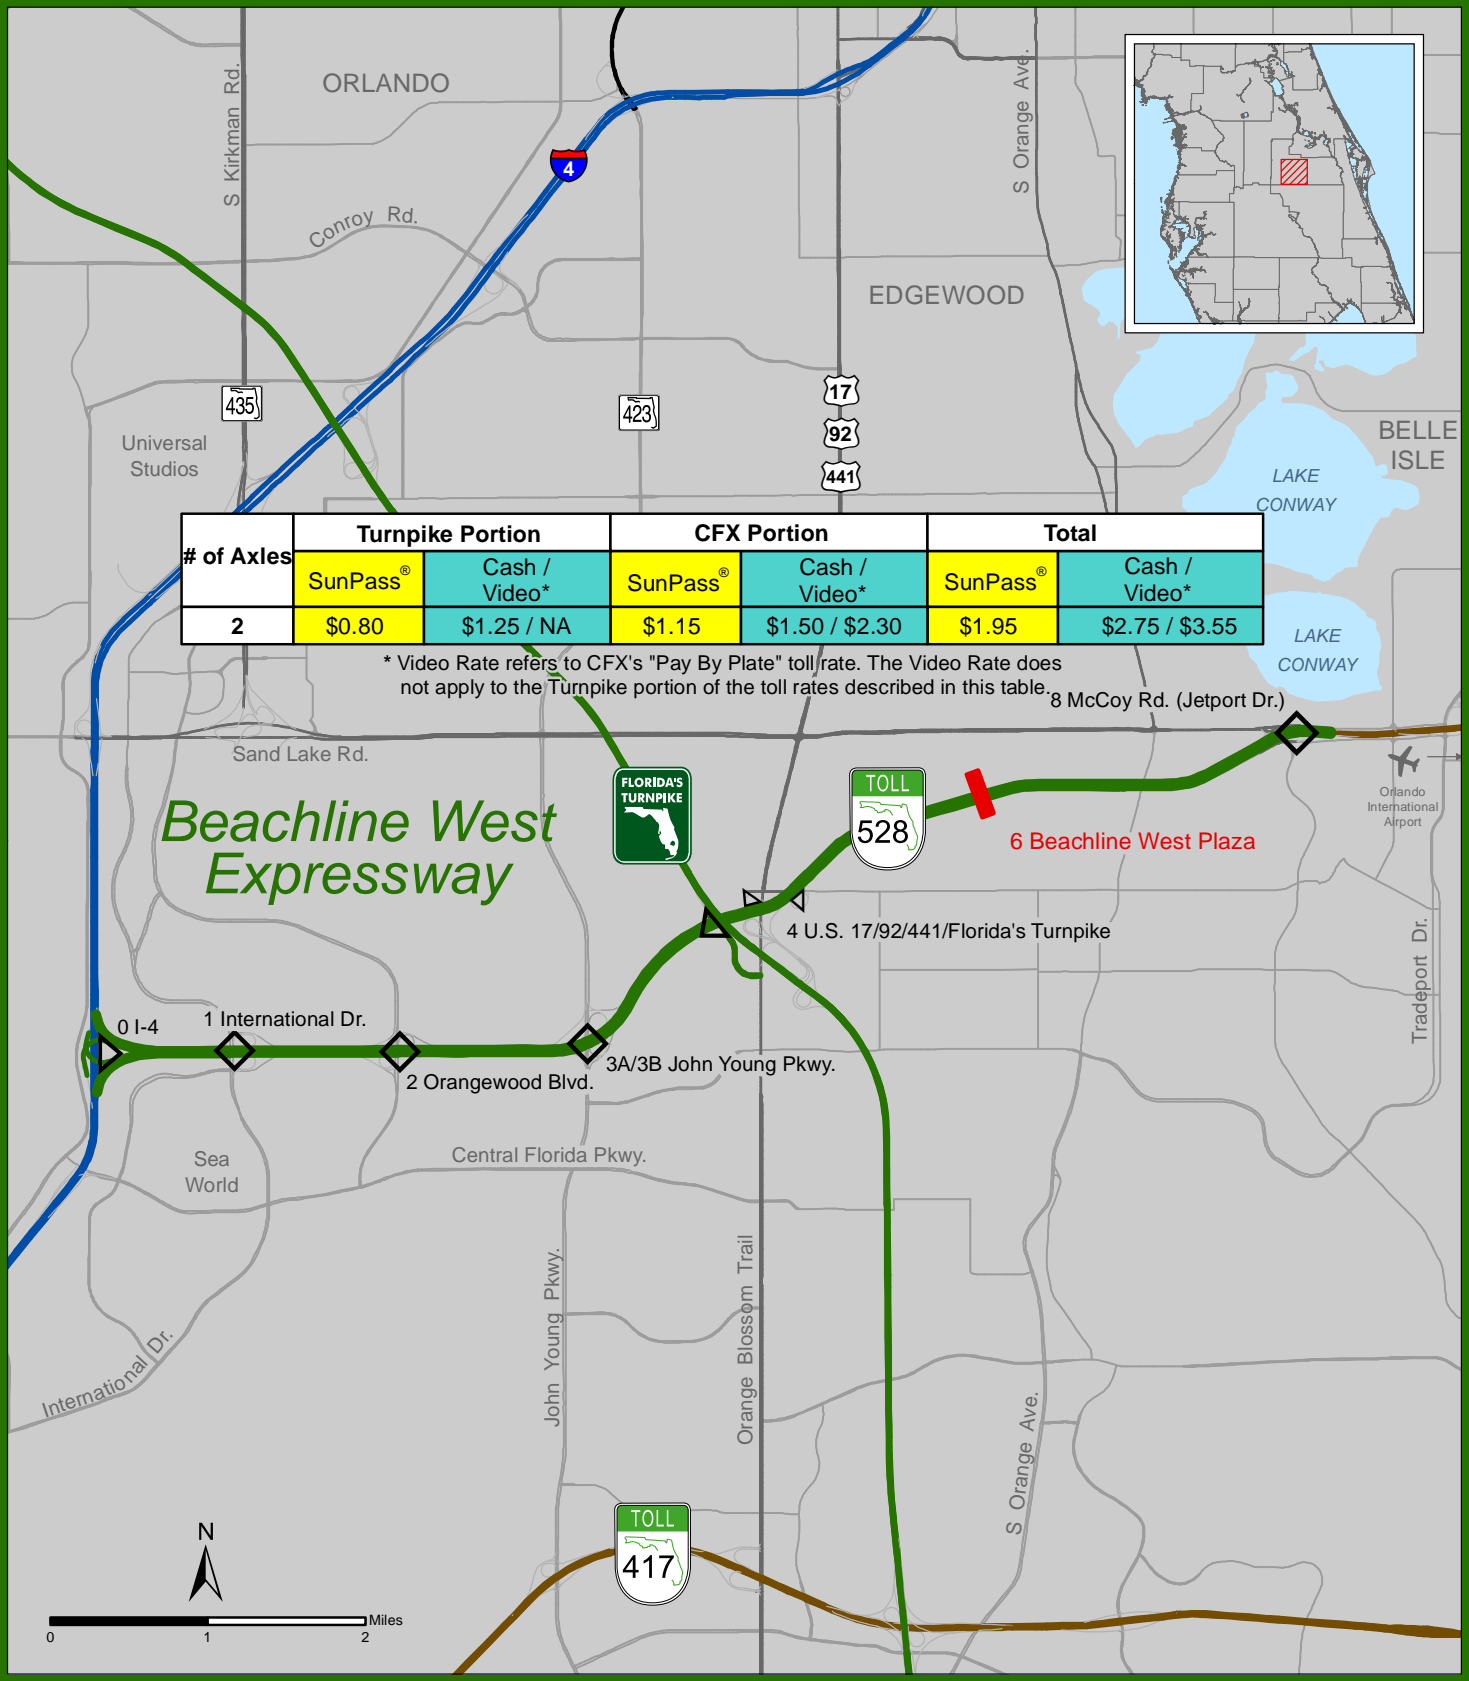 ORLANDO
S Kirkman Rd.
S Orange Ave.
4
Conroy Rd.
EDGEWOOD
435
423
17
92
441
Universal
Studios
BELLE
ISLE
LAKE
CONWAY
# of Axles
Turnpike Portion
CFX Portion
Total
SunPass®
Cash /
Video*
SunPass®
Cash /
Video*
SunPass®
Cash /
Video*
2
$0.80
$1.25 / NA
$1.15
$1.50 / $2.30
$1.95
$2.75 / $3.55
* Video Rate refers to CFX's "Pay By Plate" toll rate. The Video Rate does
not apply to the Turnpike portion of the toll rates described in this table.
LAKE
CONWAY
8 McCoy Rd. (Jetport Dr.)
Sand Lake Rd.
Beachline West
Expressway
FLORIDA'S
TURNPIKE
TOLL
528
6 Beachline West Plaza
Orlando
International
Airport
4 U.S. 17/92/441/Florida's Turnpike
Tradeport Dr.
0 I-4
1 International Dr.
2 Orangewood Blvd.
3A/3B John Young Pkwy.
Sea
World
Central Florida Pkwy.
John Young Pkwy.
Orange Blossom Trail
International Dr.
S Orange Ave.
TOLL
417
N
Miles
0
1
2